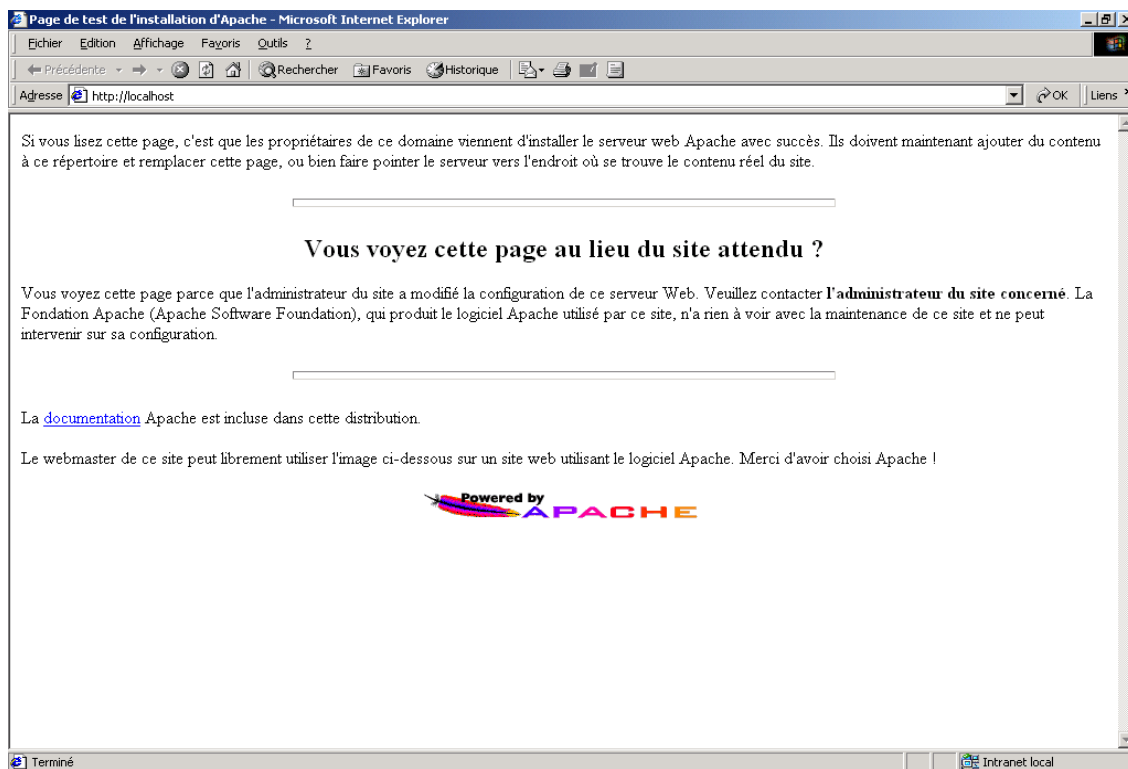 Page de test de l'installation d'Apache - Microsoft Internet Explorer
Fichier Edition Affichage Favoris Outils ?
Précédente Rechercher Favoris Historique
Adresse http://localhost OK Liens
Si vous lisez cette page, c'est que les propriétaires de ce domaine viennent d'installer le serveur web Apache avec succès. Ils doivent maintenant ajouter du contenu
à ce répertoire et remplacer cette page, ou bien faire pointer le serveur vers l'endroit où se trouve le contenu réel du site.
Vous voyez cette page au lieu du site attendu ?
Vous voyez cette page parce que l'administrateur du site a modifié la configuration de ce serveur Web. Veuillez contacter l'administrateur du site concerné. La
Fondation Apache (Apache Software Foundation), qui produit le logiciel Apache utilisé par ce site, n'a rien à voir avec la maintenance de ce site et ne peut
intervenir sur sa configuration.
La documentation Apache est incluse dans cette distribution.
Le webmaster de ce site peut librement utiliser l'image ci-dessous sur un site web utilisant le logiciel Apache. Merci d'avoir choisi Apache !
Powered by
APACHE
Terminé Intranet local